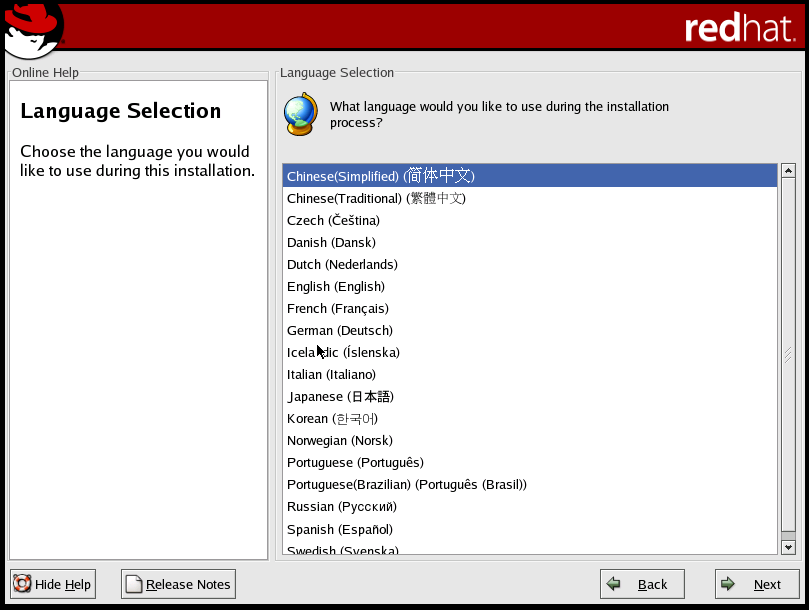 redhat.
Online Help
Language Selection
Choose the language you would
like to use during this installation.
Language Selection
What language would you like to use during the installation
process?
Chinese(Simplified) (简体中文)
Chinese(Traditional) (繁體中文)
Czech (Čeština)
Danish (Dansk)
Dutch (Nederlands)
English (English)
French (Français)
German (Deutsch)
Icelandic (Íslenska)
Italian (Italiano)
Japanese (日本語)
Korean (한국어)
Norwegian (Norsk)
Portuguese (Português)
Portuguese(Brazilian) (Português (Brasil))
Russian (Русский)
Spanish (Español)
Swedish (Svenska)
Hide Help
Release Notes
Back
Next